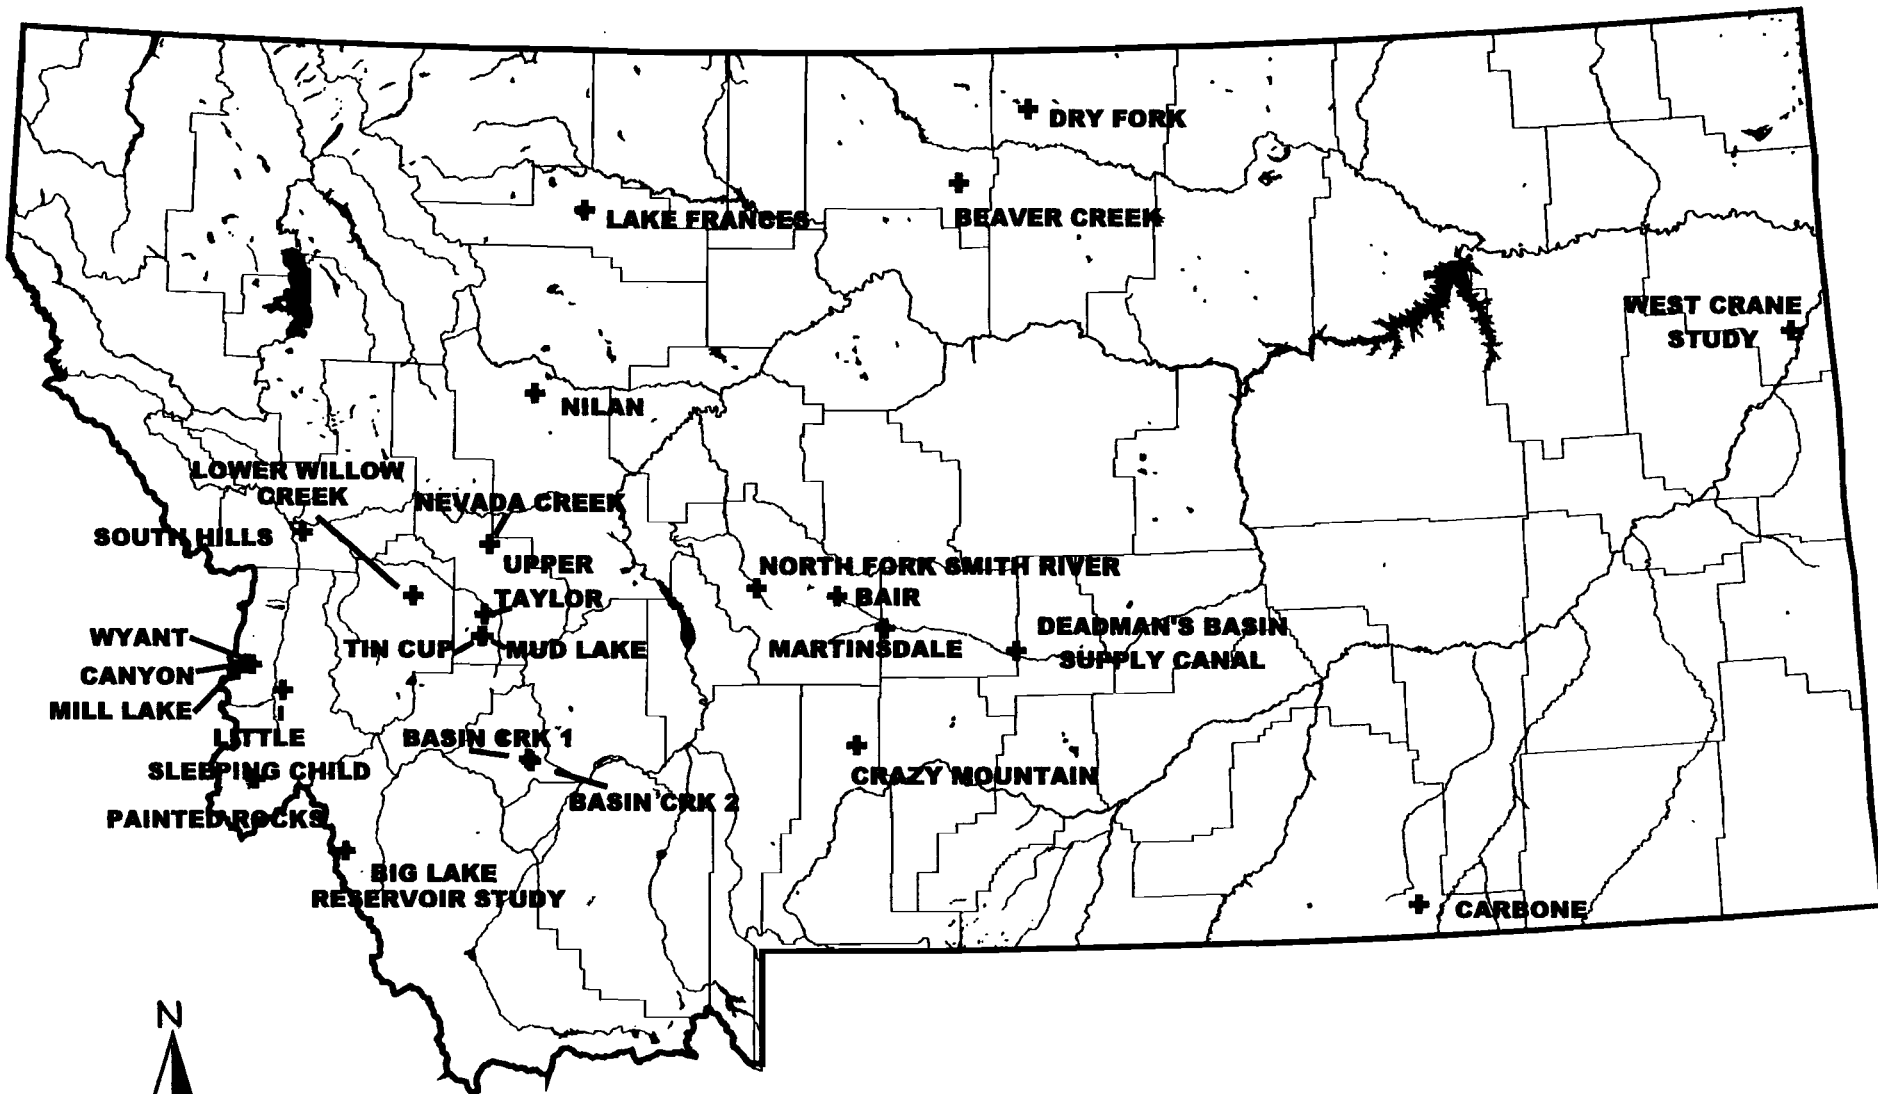 DRY FORK
LAKE FRANCES
BEAVER CREEK
WEST CRANE
STUDY
NILAN
LOWER WILLOW
CREEK
NEVADA CREEK
SOUTH HILLS
UPPER
TAYLOR
NORTH FORK SMITH RIVER
BAIR
WYANT
TIN CUP
MUD LAKE
MARTINSDALE
DEADMAN'S BASIN
SUPPLY CANAL
CANYON
MILL LAKE
LITTLE
SLEEPING CHILD
BASIN CRK 1
CRAZY MOUNTAIN
BASIN CRK 2
PAINTED ROCKS
BIG LAKE
RESERVOIR STUDY
CARBONE
N